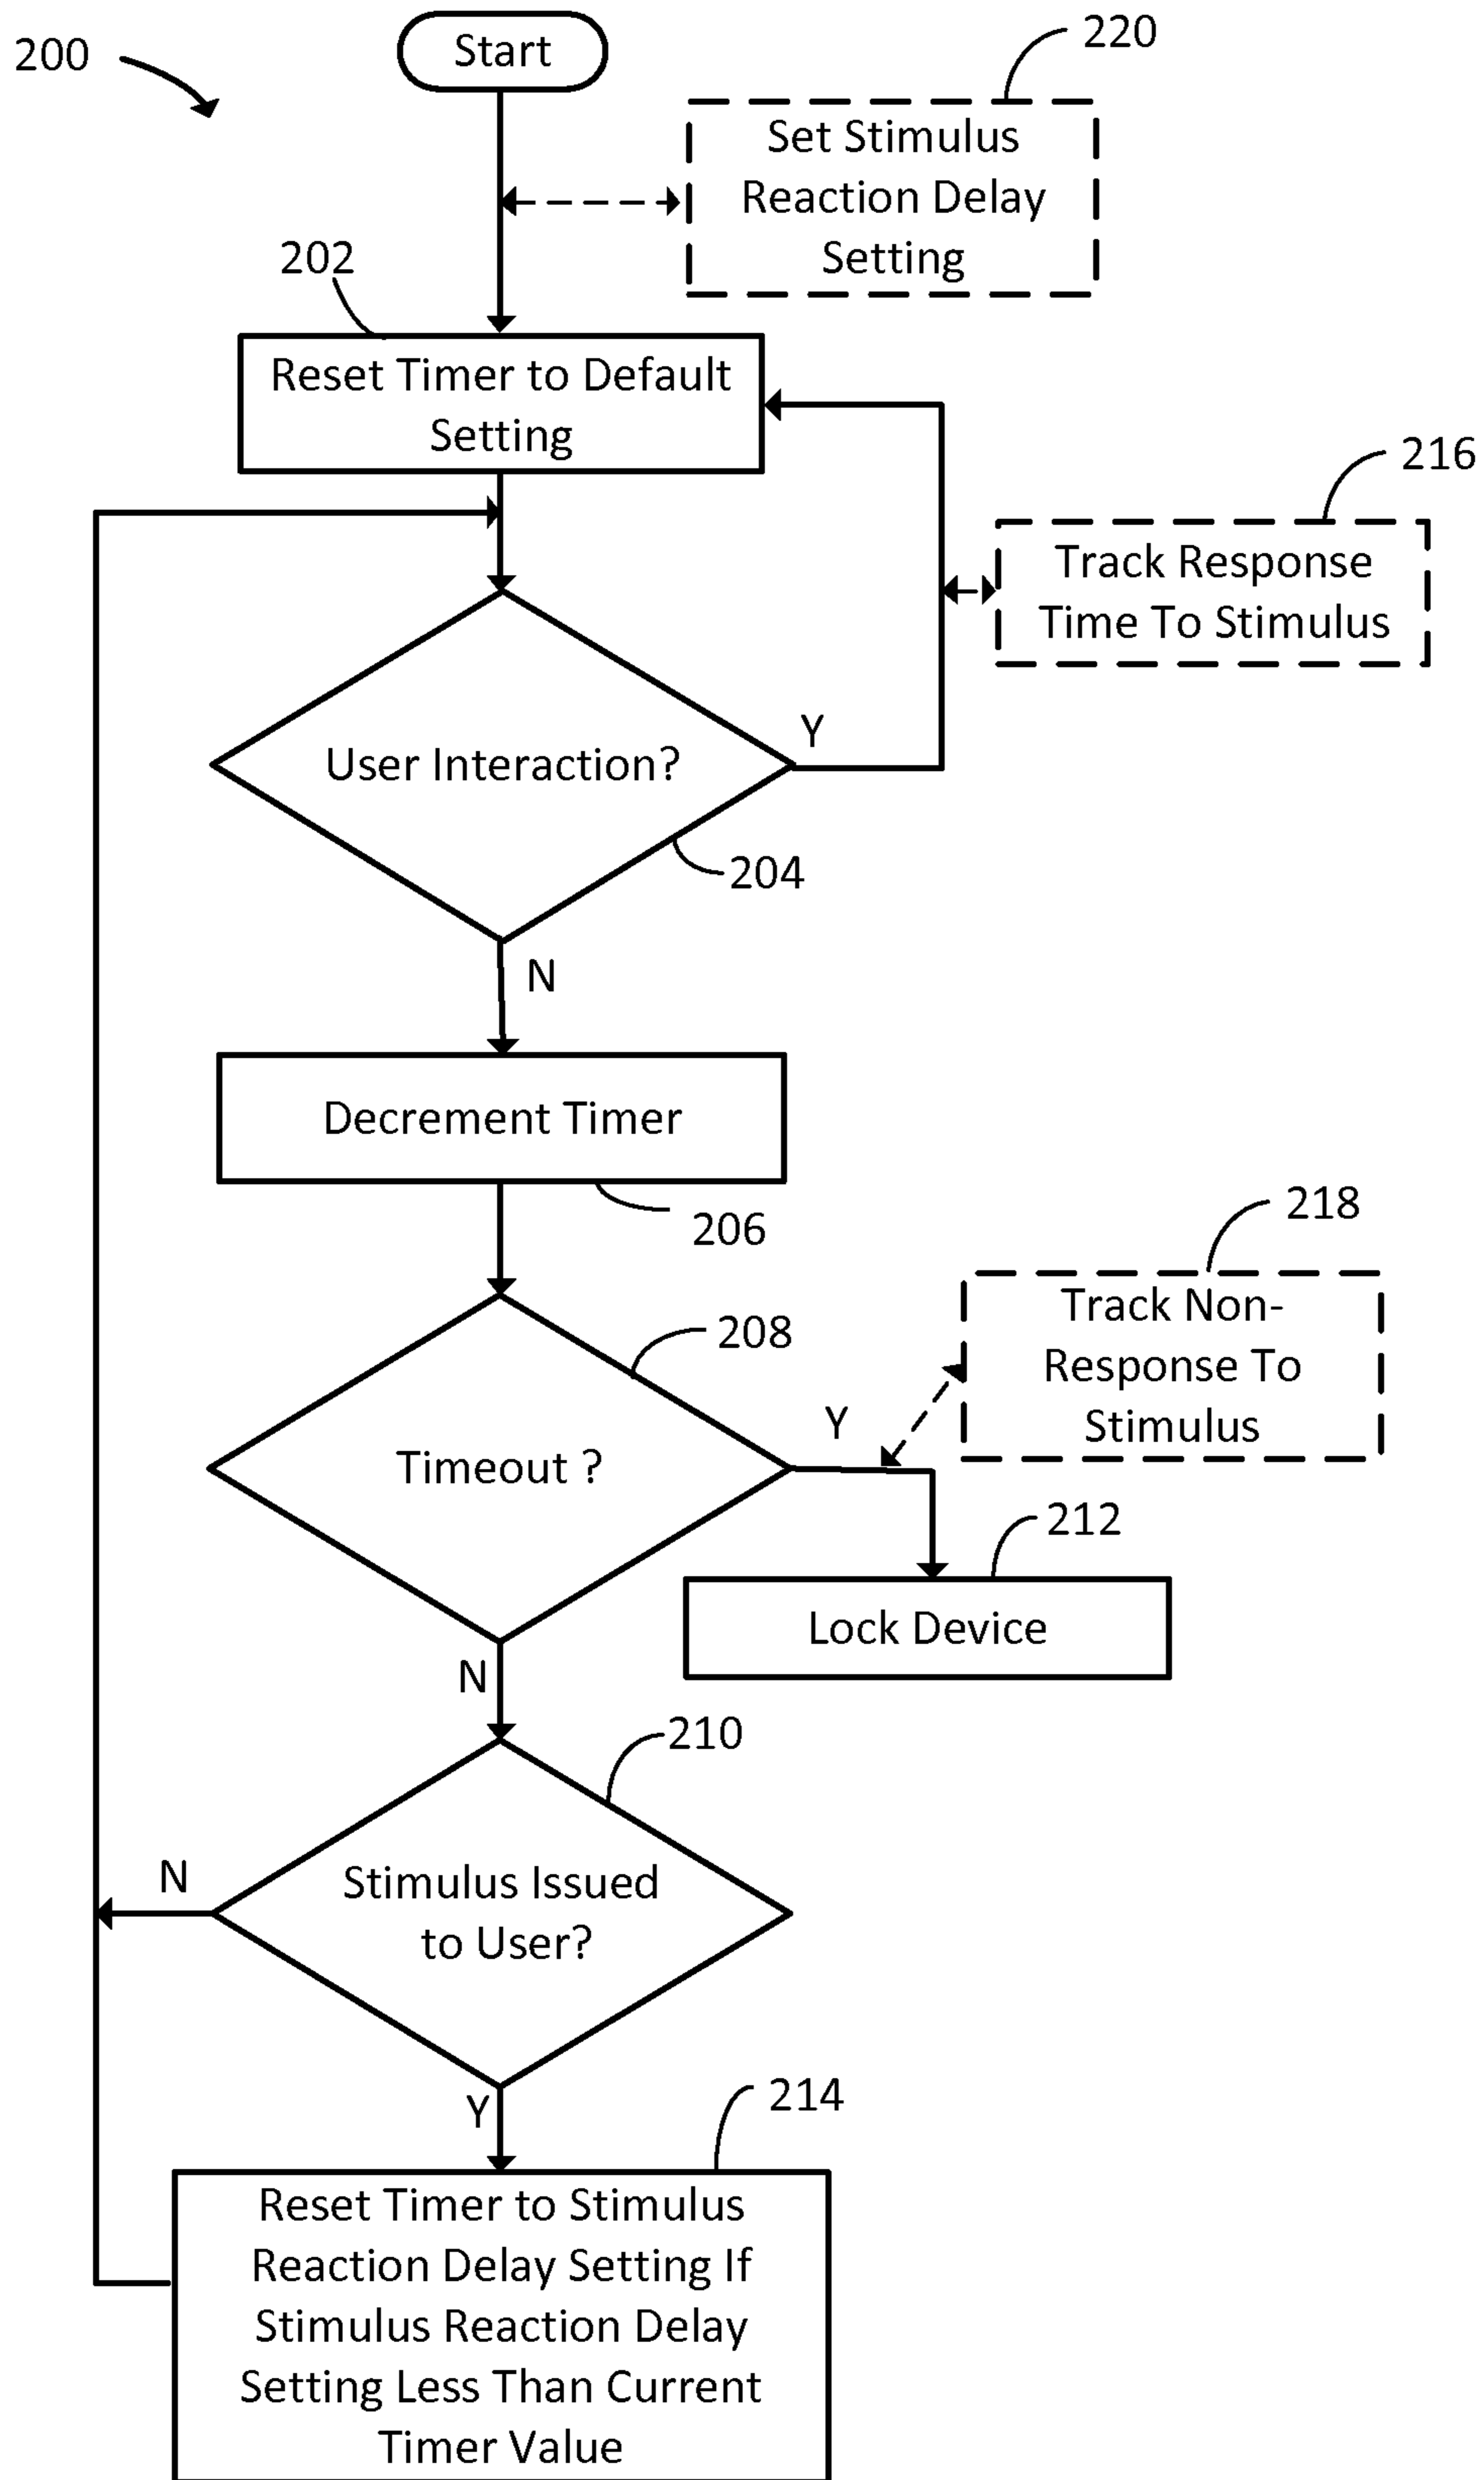 200
Start
220
Set Stimulus
Reaction Delay
Setting
202
Reset Timer to Default
Setting
216
Track Response
Time To Stimulus
Y
User Interaction?
204
N
Decrement Timer
206
218
Track Non-
Response To
Stimulus
208
Y
Timeout ?
212
Lock Device
N
210
Stimulus Issued
to User?
N
Y
214
Reset Timer to Stimulus
Reaction Delay Setting If
Stimulus Reaction Delay
Setting Less Than Current
Timer Value